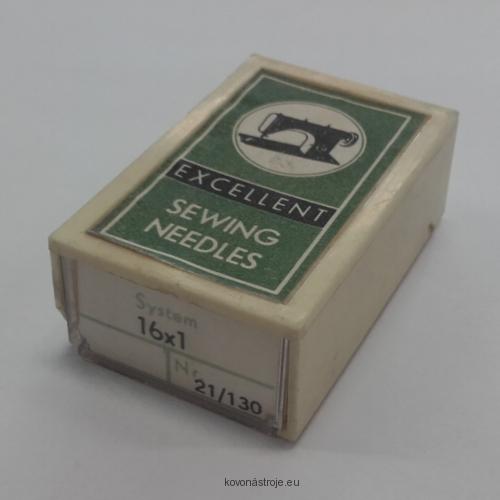 EXCELLENT
SEWING
NEEDLES
System
16x1
Nr.
21/130
kovonástroje.eu